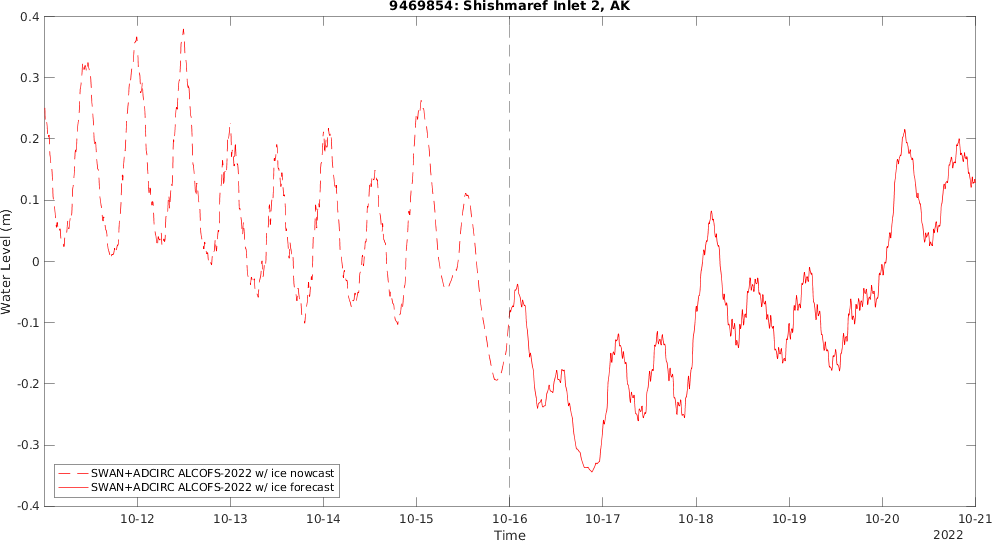 9469854: Shishmaref Inlet 2, AK
0.4
0.3
0.2
0.1
0
-0.1
-0.2
-0.3
-0.4
Water Level (m)
SWAN+ADCIRC ALCOFS-2022 w/ ice nowcast
SWAN+ADCIRC ALCOFS-2022 w/ ice forecast
10-12 10-13 10-14 10-15 10-16 10-17 10-18 10-19 10-20 10-21
Time
2022